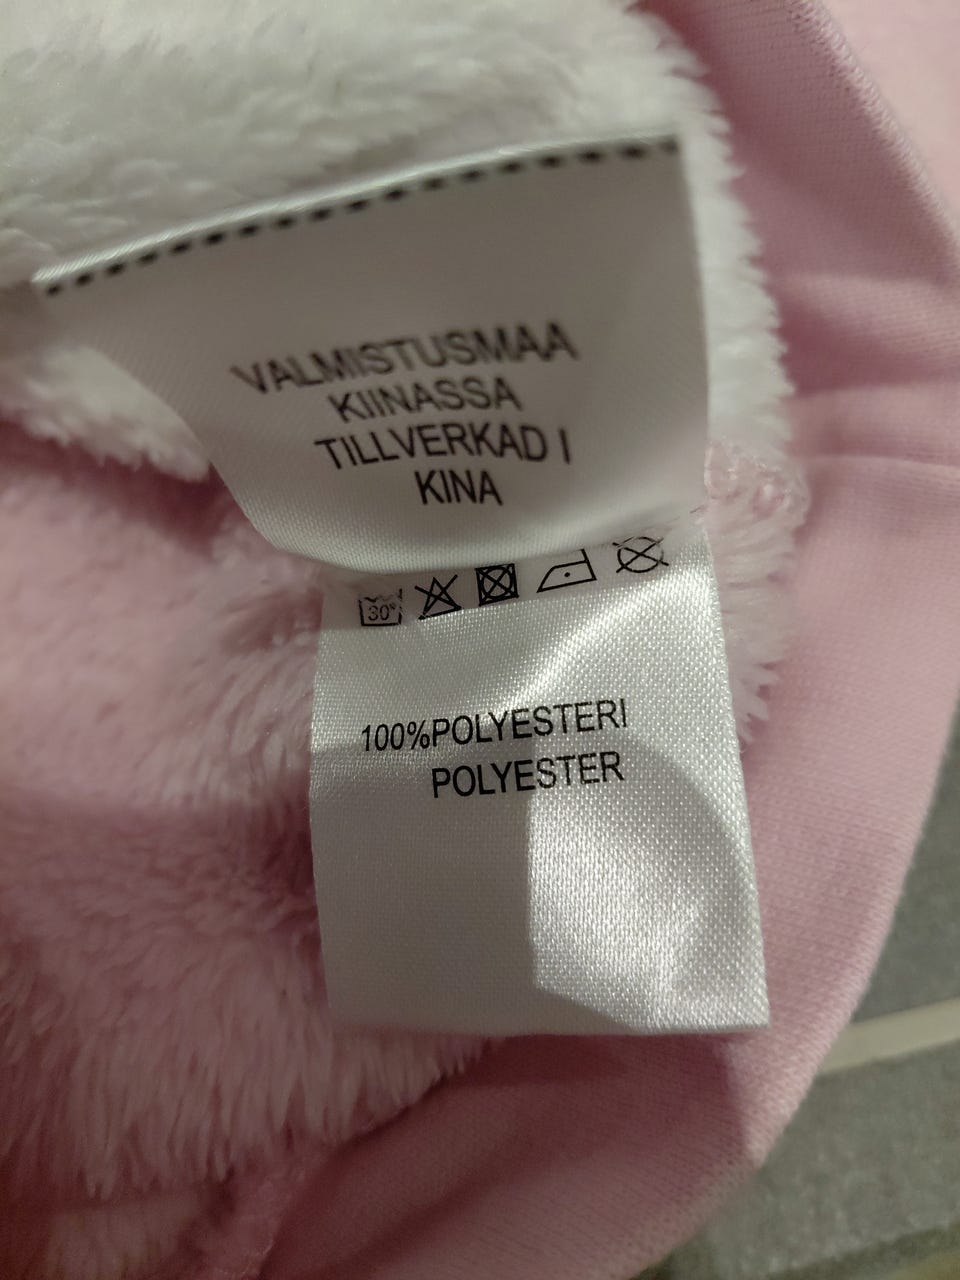 VALMISTUSMAA
KIINASSA
TILLVERKAD I
KINA
30°
100%POLYESTERI
POLYESTER